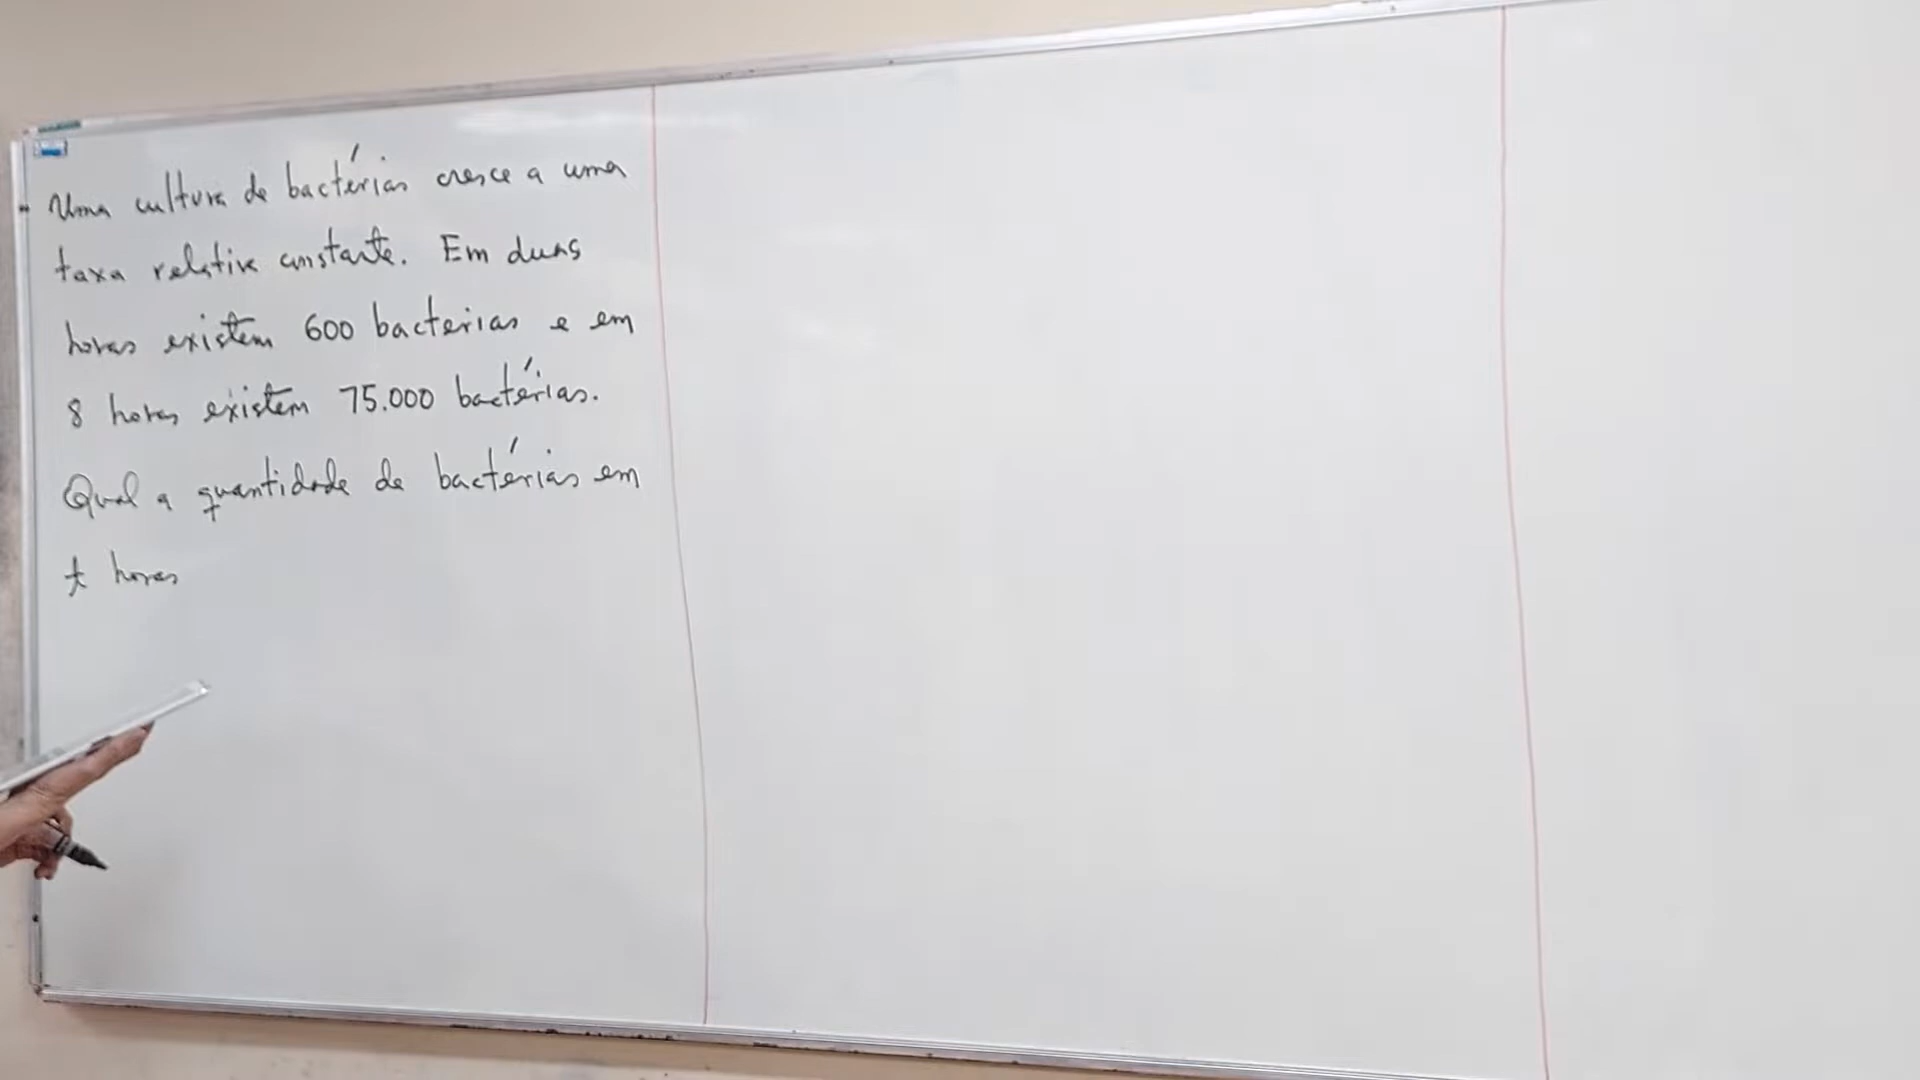 - Uma cultura de bactérias cresce a uma
taxa relativa constante. Em duas
horas existem 600 bacterias e em
8 horas existem 75.000 bactérias.
Qual a quantidade de bactérias em
t horas